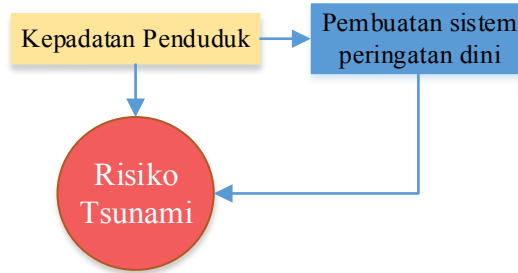 Kepadatan Penduduk
Pembuatan sistem
peringatan dini
Risiko
Tsunami